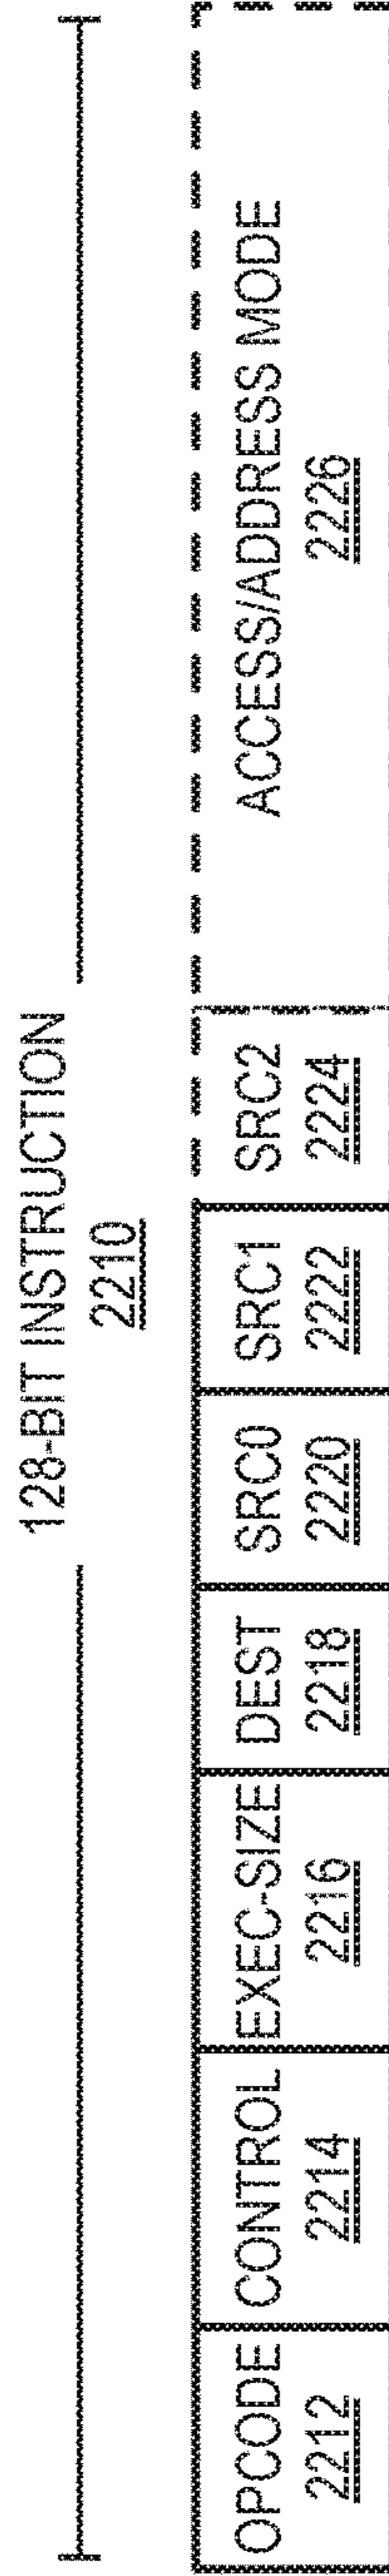 128-BIT INSTRUCTION
2210
OPCODE
2212
CONTROL
2214
EXEC-SIZE
2216
DEST
2218
SRC0
2220
SRC1
2222
SRC2
2224
ACCESS/ADDRESS MODE
2226